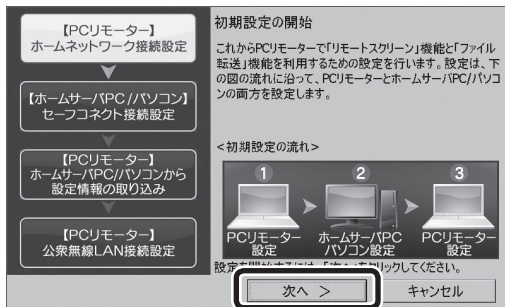 【PCリモーター】
ホームネットワーク接続設定
【ホームサーバPC/パソコン】
セーフコネクト接続設定
【PCリモーター】
ホームサーバPC/パソコンから
設定情報の取り込み
【PCリモーター】
公衆無線LAN接続設定
初期設定の開始
これからPCリモーターで「リモートスクリーン」機能と「ファイル
転送」機能を利用するための設定を行います。設定は、下
の図の流れに沿って、PCリモーターとホームサーバPC/パソコ
ンの両方を設定します。
<初期設定の流れ>
1 2 3
PCリモーター
設定
ホームサーバPC
パソコン設定
PCリモーター
設定
設定を開始するには、「次へ」をクリックしてください。
次へ >
キャンセル